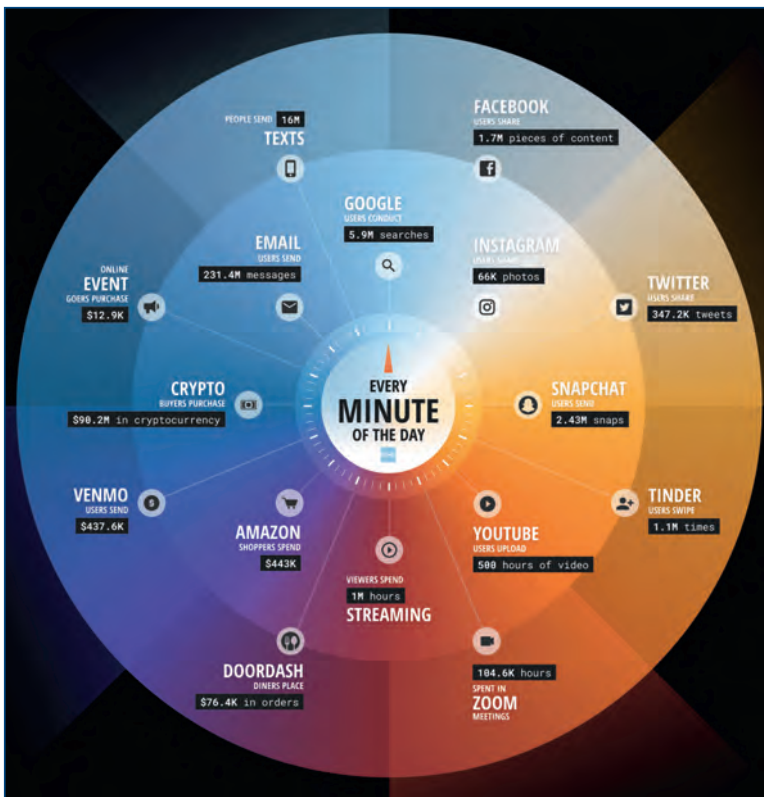 PEOPLE SEND 16M
TEXTS
FACEBOOK
USERS SHARE
1.7M pieces of content
GOOGLE
USERS CONDUCT
5.9M searches
EMAIL
USERS SEND
231.4M messages
INSTAGRAM
USERS SHARE
66K photos
ONLINE
EVENT
GOERS PURCHASE
$12.9K
TWITTER
USERS SHARE
347.2K tweets
CRYPTO
BUYERS PURCHASE
$90.2M in cryptocurrency
EVERY
MINUTE
OF THE DAY
SNAPCHAT
USERS SEND
2.43M snaps
VENMO
USERS SEND
$437.6K
AMAZON
SHOPPERS SPEND
$443K
VIEWERS SPEND
1M hours
STREAMING
YOUTUBE
USERS UPLOAD
500 hours of video
TINDER
USERS SWIPE
1.1M times
DOORDASH
DINERS PLACE
$76.4K in orders
104.6K hours
SPENT IN
ZOOM
MEETINGS